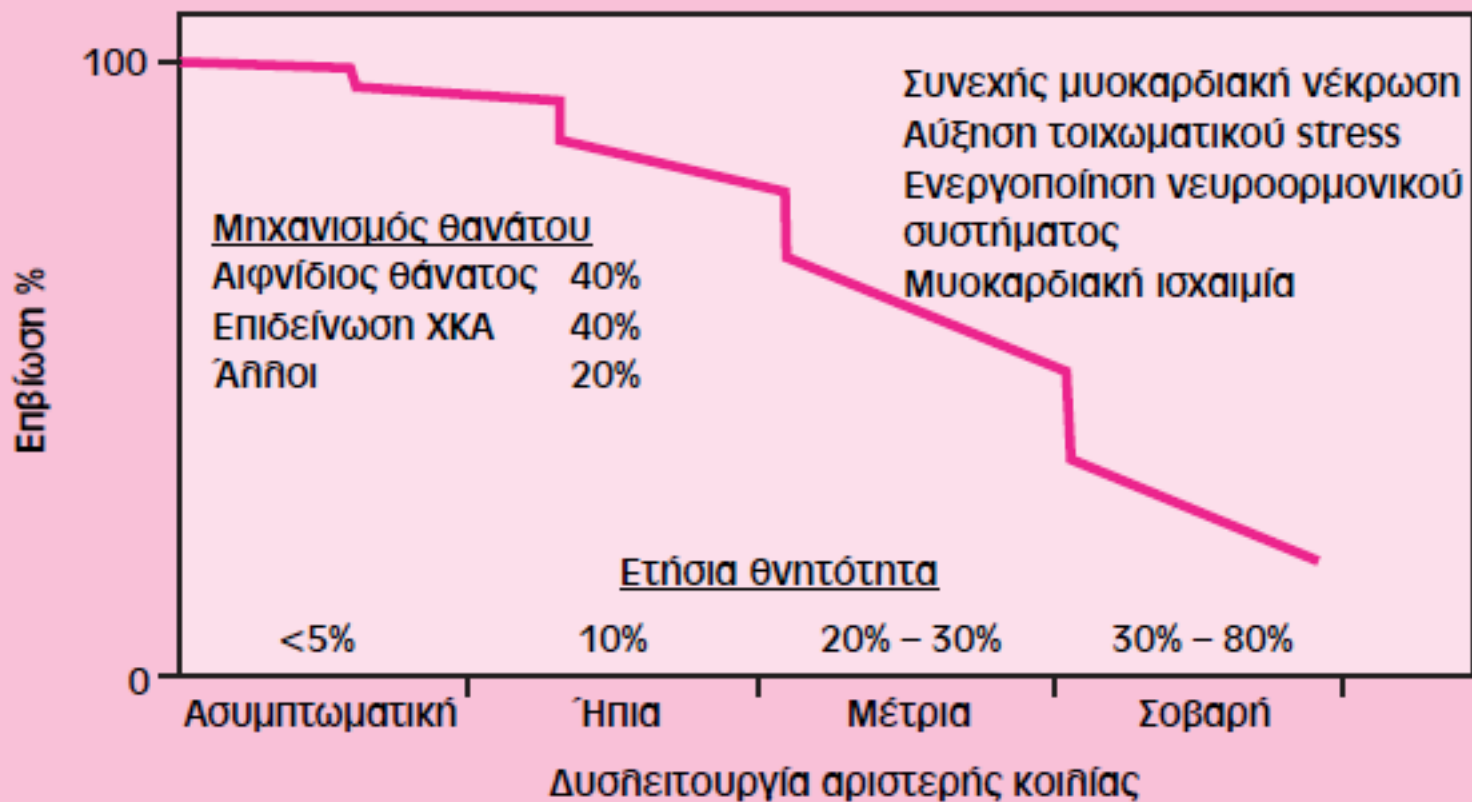 100
Συνεχής μυοκαρδιακή νέκρωση
Αύξηση τοιχωματικού stress
Ενεργοποίηση νευροορμονικού
συστήματος
Μυοκαρδιακή ισχαιμία
Μηχανισμός θανάτου
Αιφνίδιος θάνατος 40%
Επιδείνωση ΧΚΑ 40%
Άλλοι 20%
Επβίωση %
Ετήσια θνητότητα
<5% 10% 20% – 30% 30% – 80%
0
Ασυμπτωματική Ήπια Μέτρια Σοβαρή
Δυσλειτουργία αριστερής κοιλίας